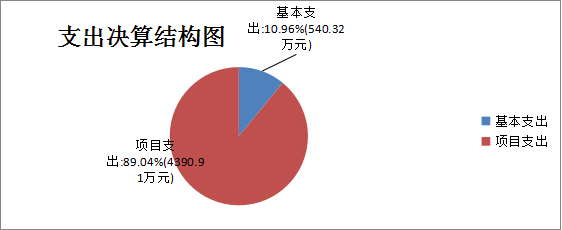 支出决算结构图
基本支
出:10.96%(540.32
万元)
项目支
出:89.04%(4390.9
1万元)
基本支出
项目支出